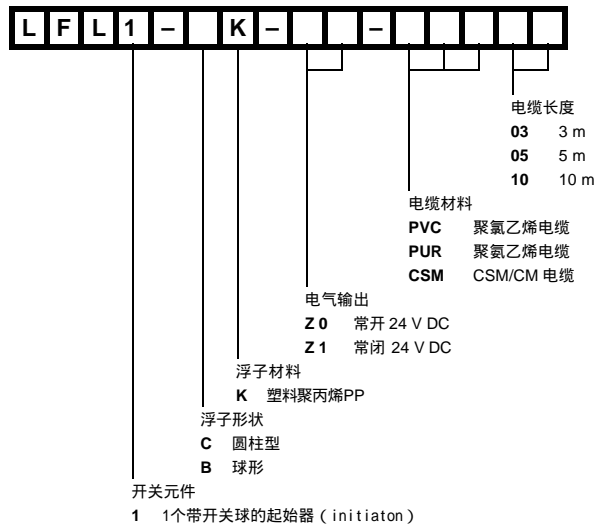 LFL1–K––
电缆长度
03 3 m
05 5 m
10 10 m
电缆材料
PVC 聚氯乙烯电缆
PUR 聚氨乙烯电缆
CSM CSM/CM 电缆
电气输出
Z0 常开 24 V DC
Z1 常闭 24 V DC
浮子材料
K 塑料聚丙烯PP
浮子形状
C 圆柱型
B 球形
开关元件
1 1个带开关球的起始器（initiaton）